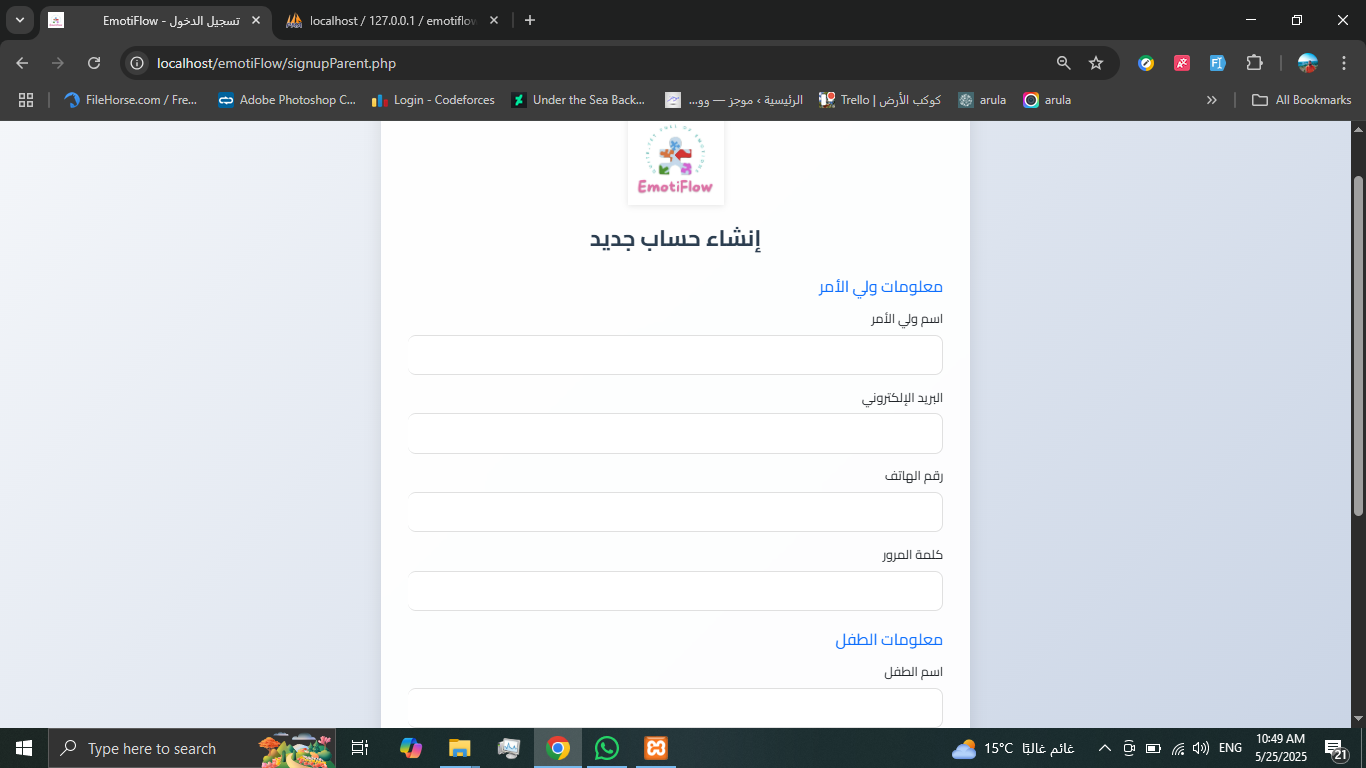 EmotiFlow - تسجيل الدخول
localhost / 127.0.0.1 / emotiflow
localhost/emotiFlow/signupParent.php
FileHorse.com / Fre...
Adobe Photoshop C...
Login - Codeforces
Under the Sea Back...
الرئيسية › موجز — وو...
كوكب الأرض | Trello
arula
arula
All Bookmarks
EmotiFlow
إنشاء حساب جديد
معلومات ولي الأمر
اسم ولي الأمر
البريد الإلكتروني
رقم الهاتف
كلمة المرور
معلومات الطفل
اسم الطفل
Type here to search
15°C غائم غالبًا
ENG
10:49 AM
5/25/2025
21